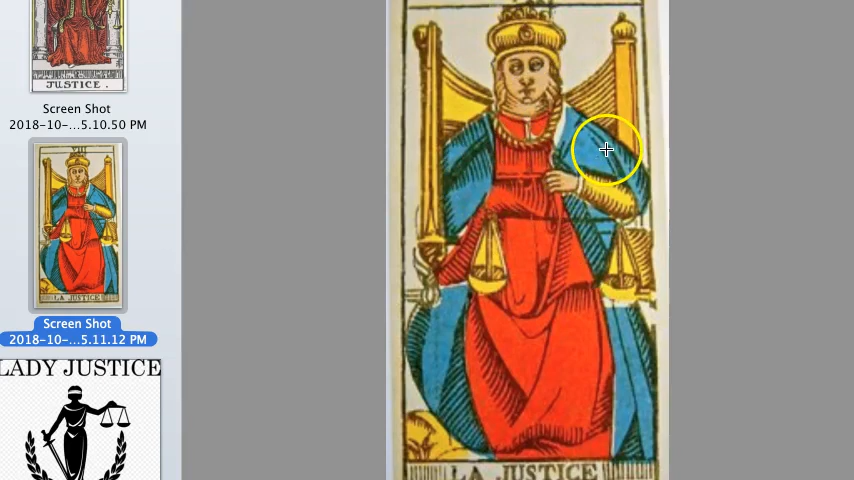 JUSTICE.
Screen Shot
2018-10-...5.10.50 PM
LA JUSTICE
Screen Shot
2018-10-...5.11.12 PM
LADY JUSTICE
LA JUSTICE